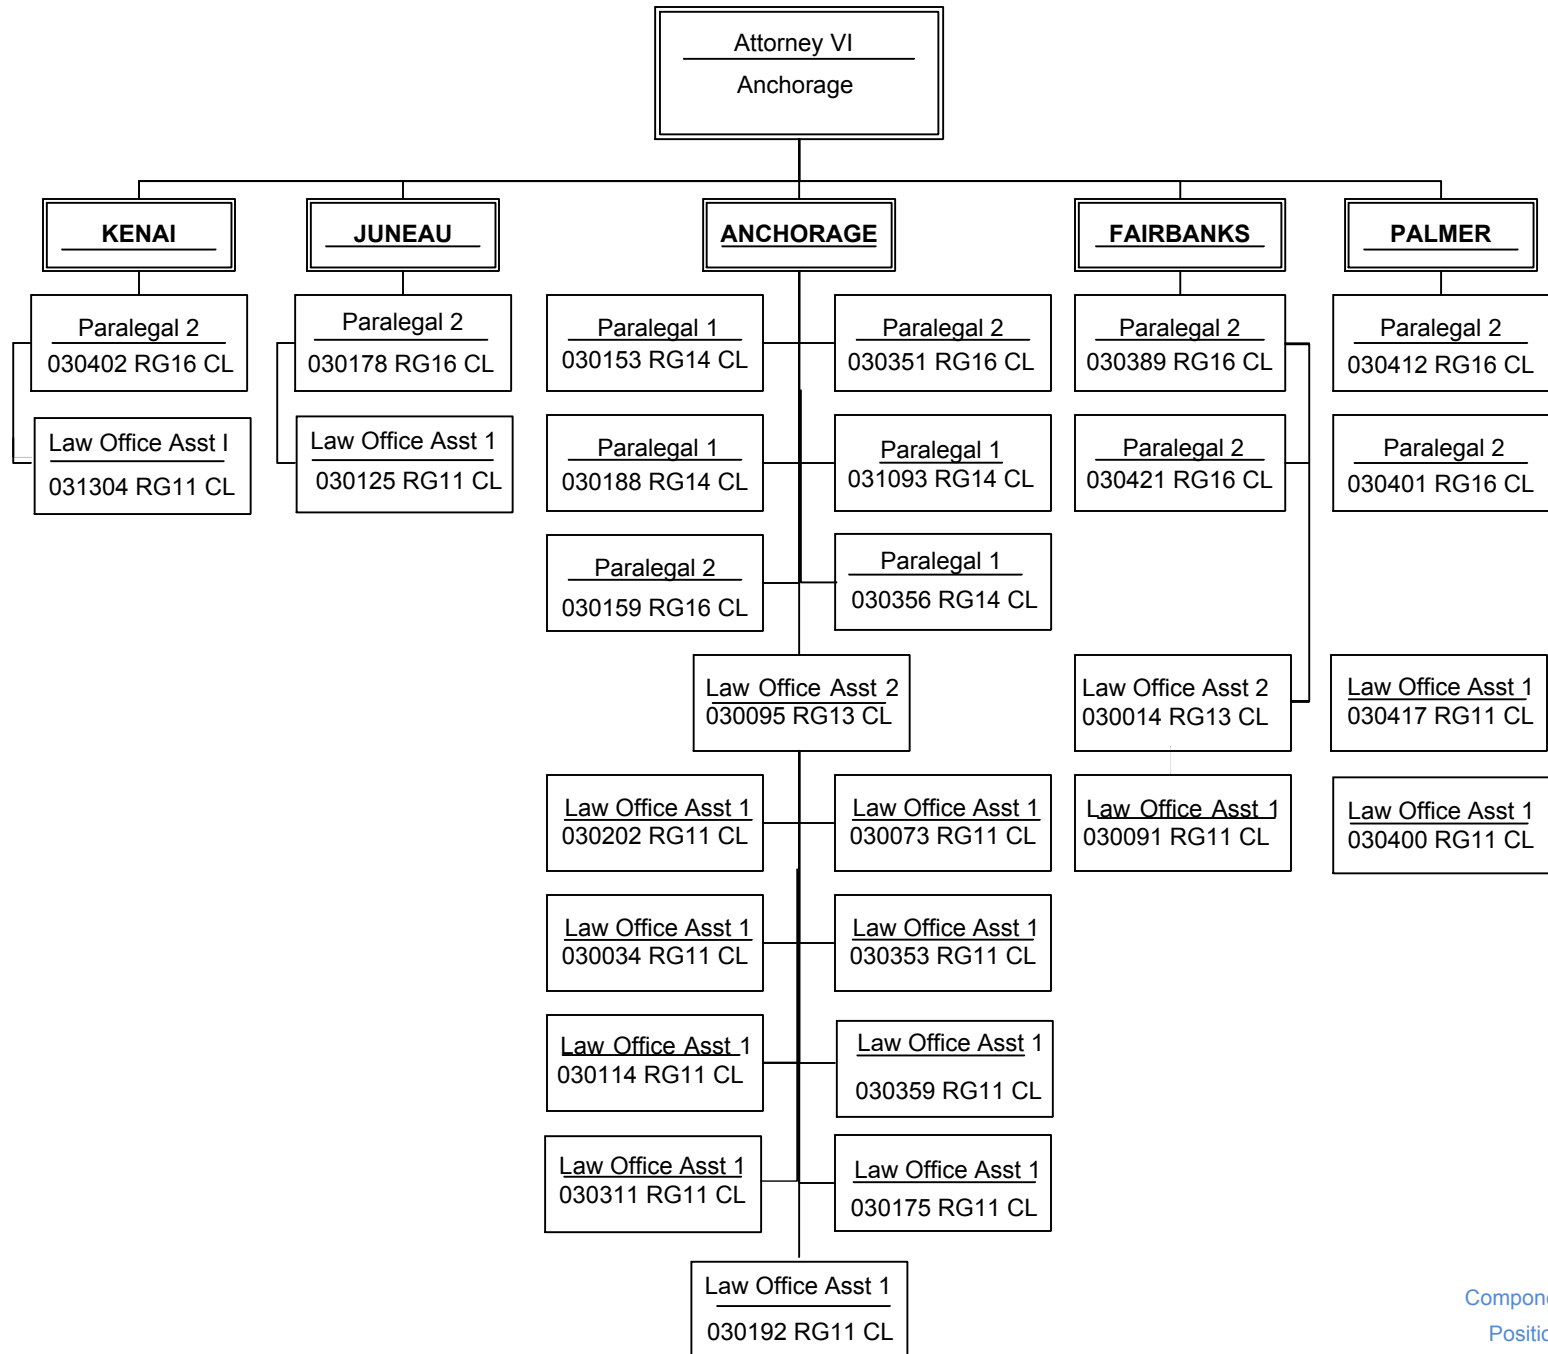 Attorney VI
Anchorage
KENAI
JUNEAU
ANCHORAGE
FAIRBANKS
PALMER
Paralegal 2
030402 RG16 CL
Paralegal 2
030178 RG16 CL
Paralegal 1
030153 RG14 CL
Paralegal 2
030351 RG16 CL
Paralegal 2
030389 RG16 CL
Paralegal 2
030412 RG16 CL
Law Office Asst I
031304 RG11 CL
Law Office Asst 1
030125 RG11 CL
Paralegal 1
030188 RG14 CL
Paralegal 1
031093 RG14 CL
Paralegal 2
030421 RG16 CL
Paralegal 2
030401 RG16 CL
Paralegal 2
030159 RG16 CL
Paralegal 1
030356 RG14 CL
Law Office Asst 2
030095 RG13 CL
Law Office Asst 2
030014 RG13 CL
Law Office Asst 1
030417 RG11 CL
Law Office Asst 1
030202 RG11 CL
Law Office Asst 1
030073 RG11 CL
Law Office Asst 1
030091 RG11 CL
Law Office Asst 1
030400 RG11 CL
Law Office Asst 1
030034 RG11 CL
Law Office Asst 1
030353 RG11 CL
Law Office Asst 1
030114 RG11 CL
Law Office Asst 1
030359 RG11 CL
Law Office Asst 1
030311 RG11 CL
Law Office Asst 1
030175 RG11 CL
Law Office Asst 1
030192 RG11 CL